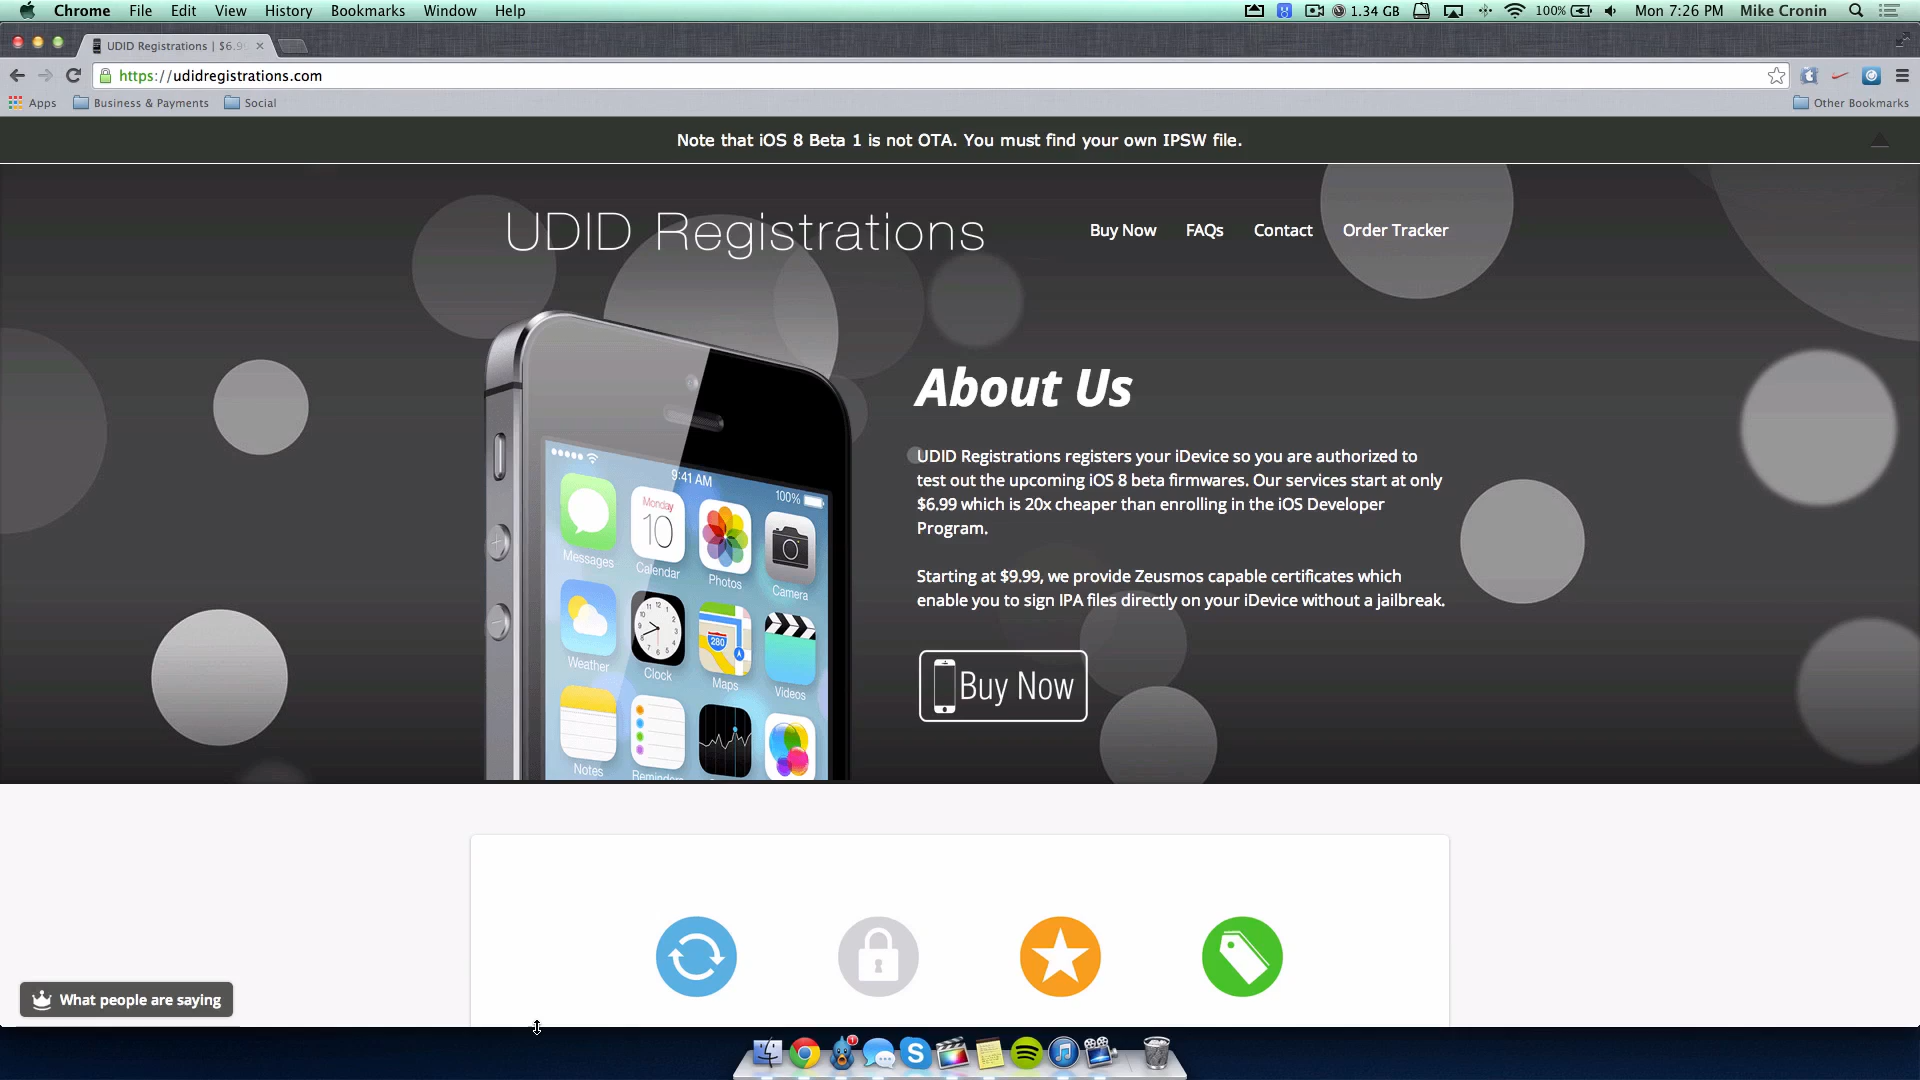 Chrome File Edit View History Bookmarks Window Help
1.34 GB 100% Mon 7:26 PM Mike Cronin
UDID Registrations | $6.9
https://udidregistrations.com
Apps Business & Payments Social Other Bookmarks
Note that iOS 8 Beta 1 is not OTA. You must find your own IPSW file.
UDID Registrations
Buy Now FAQs Contact Order Tracker
About Us
UDID Registrations registers your iDevice so you are authorized to
test out the upcoming iOS 8 beta firmwares. Our services start at only
$6.99 which is 20x cheaper than enrolling in the iOS Developer
Program.
Starting at $9.99, we provide Zeusmos capable certificates which
enable you to sign IPA files directly on your iDevice without a jailbreak.
Buy Now
9:41 AM
100%
Monday
10
Messages Calendar Photos Camera
280
Weather Clock Maps Videos
Notes Reminders
What people are saying